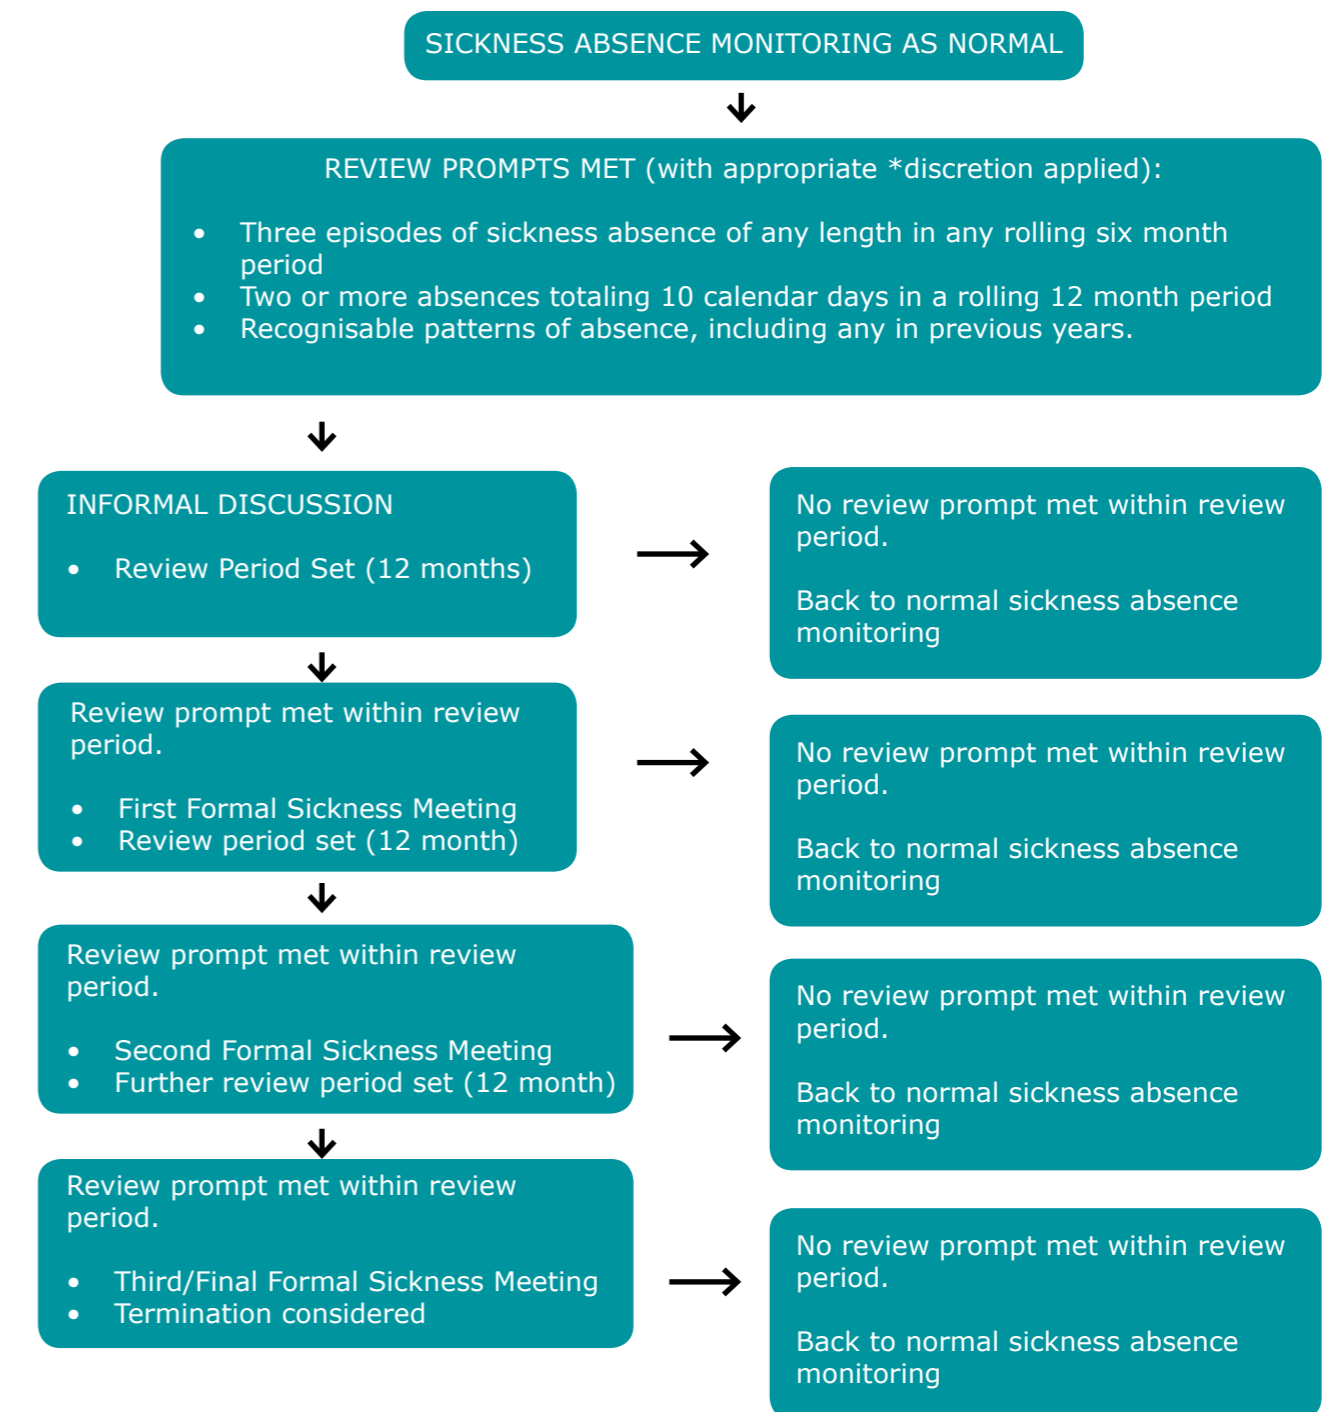 SICKNESS ABSENCE MONITORING AS NORMAL
REVIEW PROMPTS MET (with appropriate *discretion applied):
• Three episodes of sickness absence of any length in any rolling six month
period
• Two or more absences totaling 10 calendar days in a rolling 12 month period
• Recognisable patterns of absence, including any in previous years.
INFORMAL DISCUSSION
• Review Period Set (12 months)
No review prompt met within review
period.
Back to normal sickness absence
monitoring
Review prompt met within review
period.
• First Formal Sickness Meeting
• Review period set (12 month)
No review prompt met within review
period.
Back to normal sickness absence
monitoring
Review prompt met within review
period.
• Second Formal Sickness Meeting
• Further review period set (12 month)
No review prompt met within review
period.
Back to normal sickness absence
monitoring
Review prompt met within review
period.
• Third/Final Formal Sickness Meeting
• Termination considered
No review prompt met within review
period.
Back to normal sickness absence
monitoring